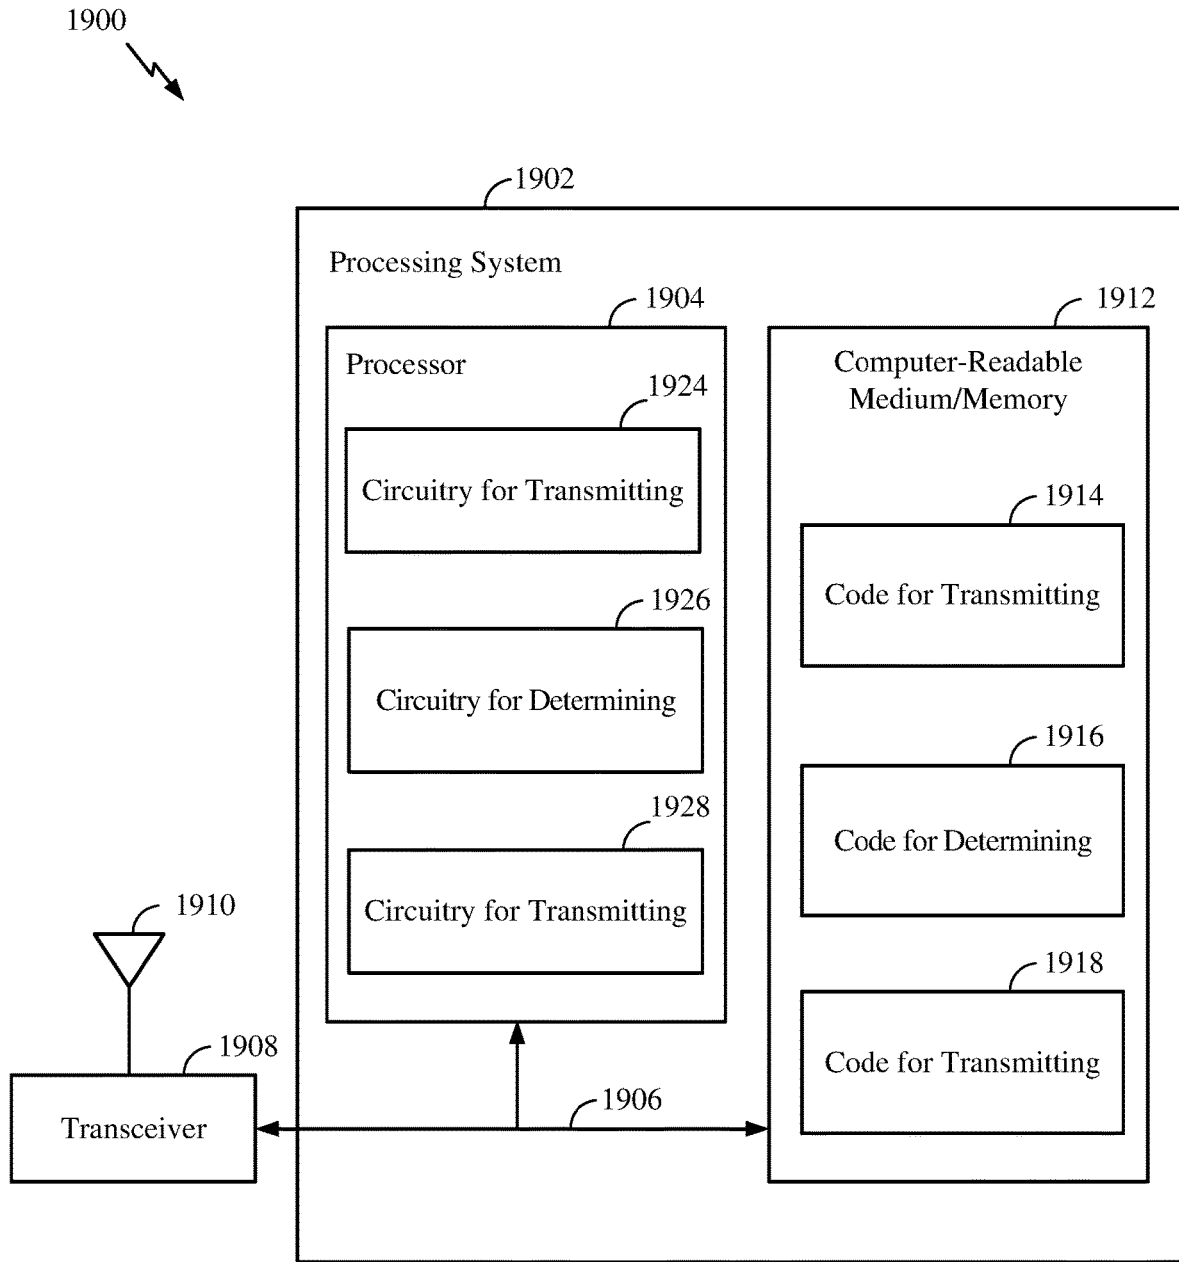 1900
1902
Processing System
1904
Processor
1924
Circuitry for Transmitting
1926
Circuitry for Determining
1928
Circuitry for Transmitting
1912
Computer-Readable
Medium/Memory
1914
Code for Transmitting
1916
Code for Determining
1918
Code for Transmitting
1910
1908
Transceiver
1906